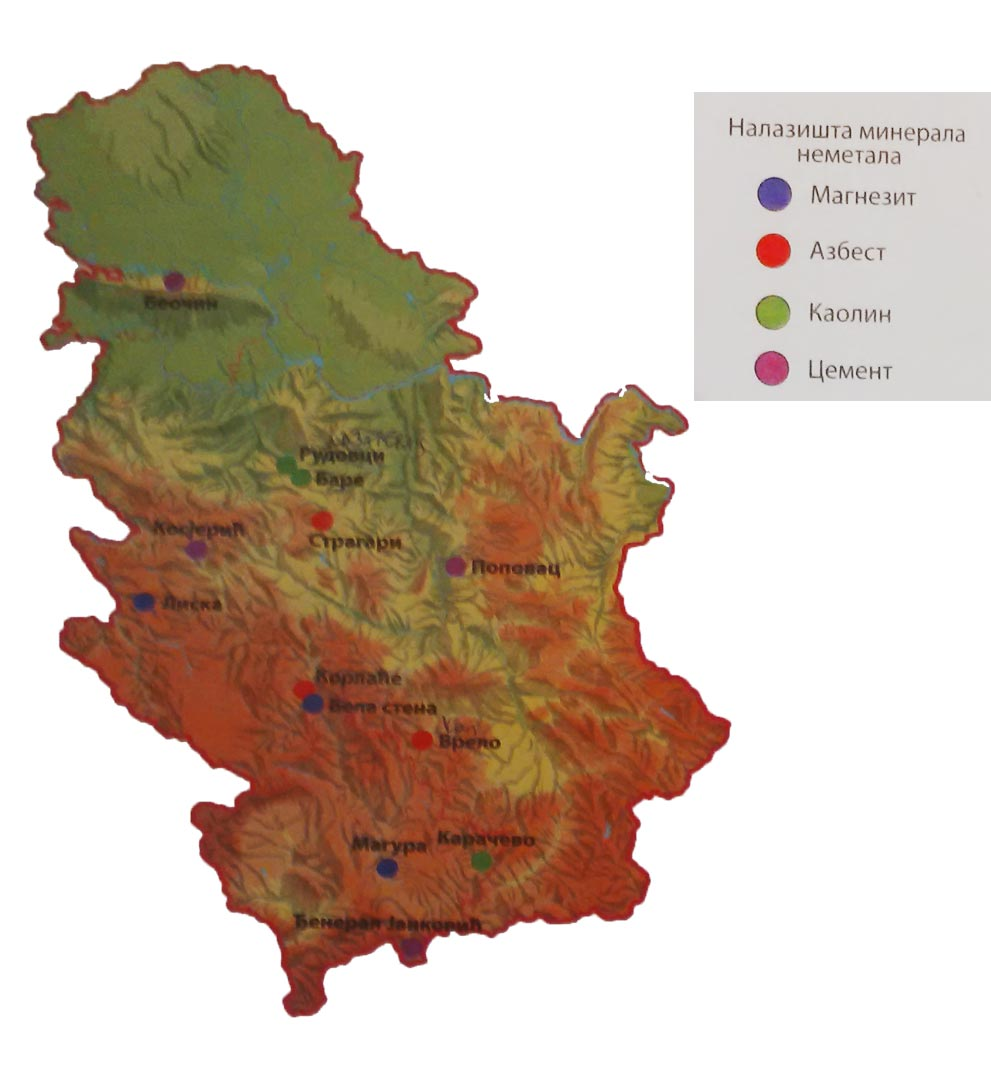 Налазишта минерала
неметала
Магнезит
Азбест
Каолин
Цемент
Беочин
Рудовци
Баре
Страгари
Косјерић
Поповац
Лиска
Корлаће
Бела стена
Врело
Магура
Карачево
Ђенерал Јанковић